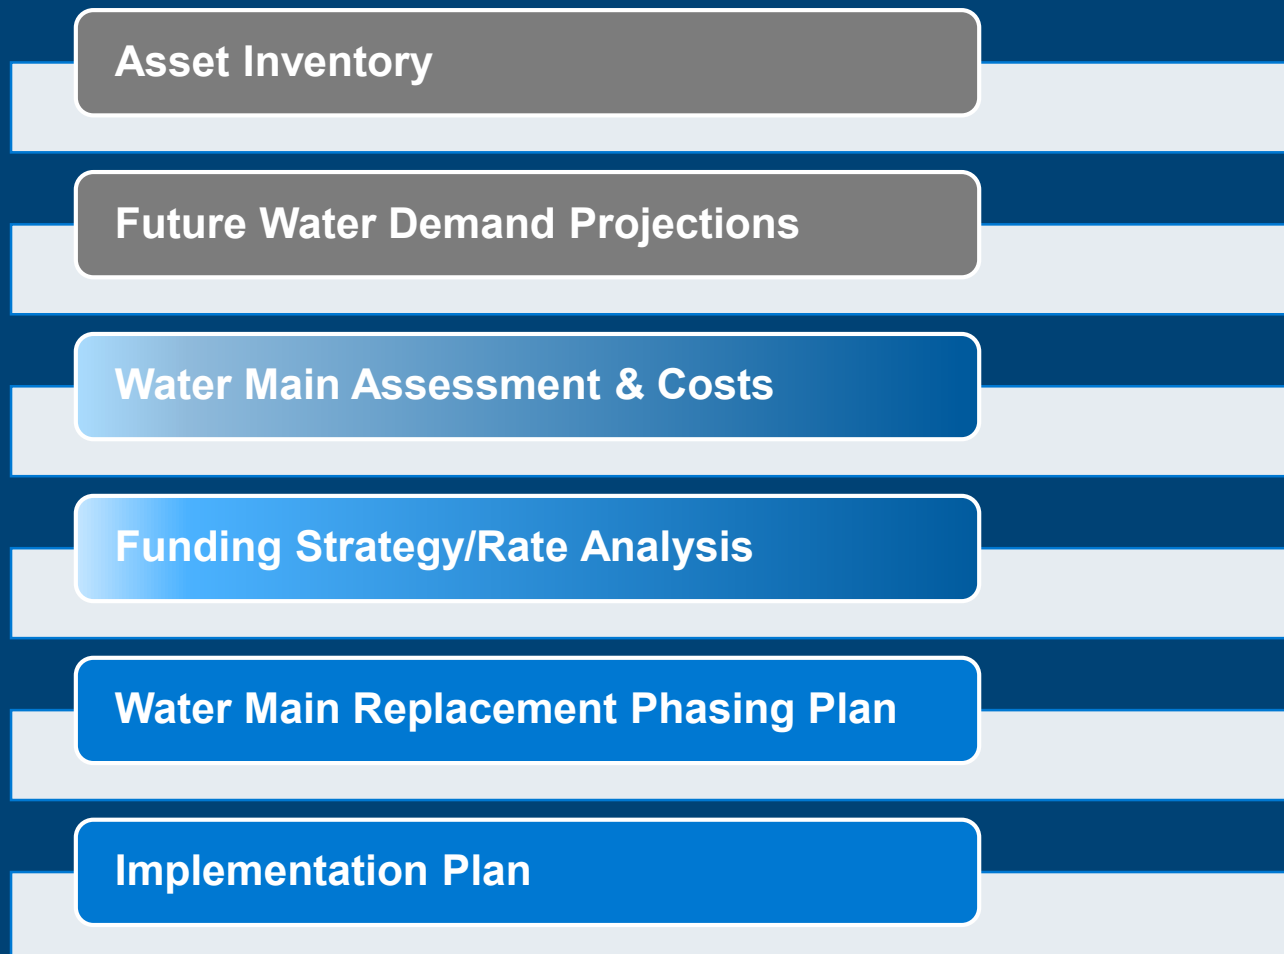 Asset Inventory
Future Water Demand Projections
Water Main Assessment & Costs
Funding Strategy/Rate Analysis
Water Main Replacement Phasing Plan
Implementation Plan